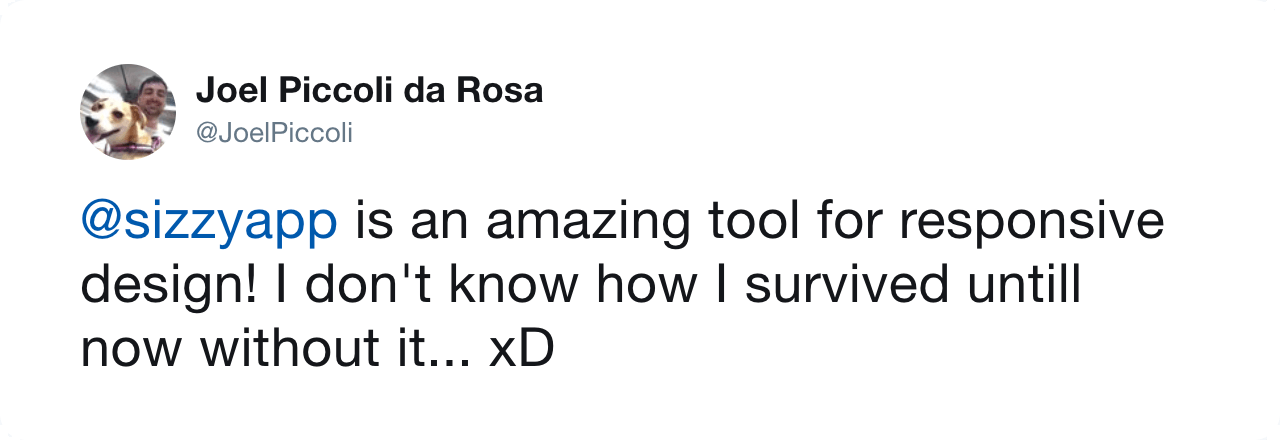 Joel Piccoli da Rosa
@JoelPiccoli
@sizzyapp is an amazing tool for responsive
design! I don't know how I survived untill
now without it... xD